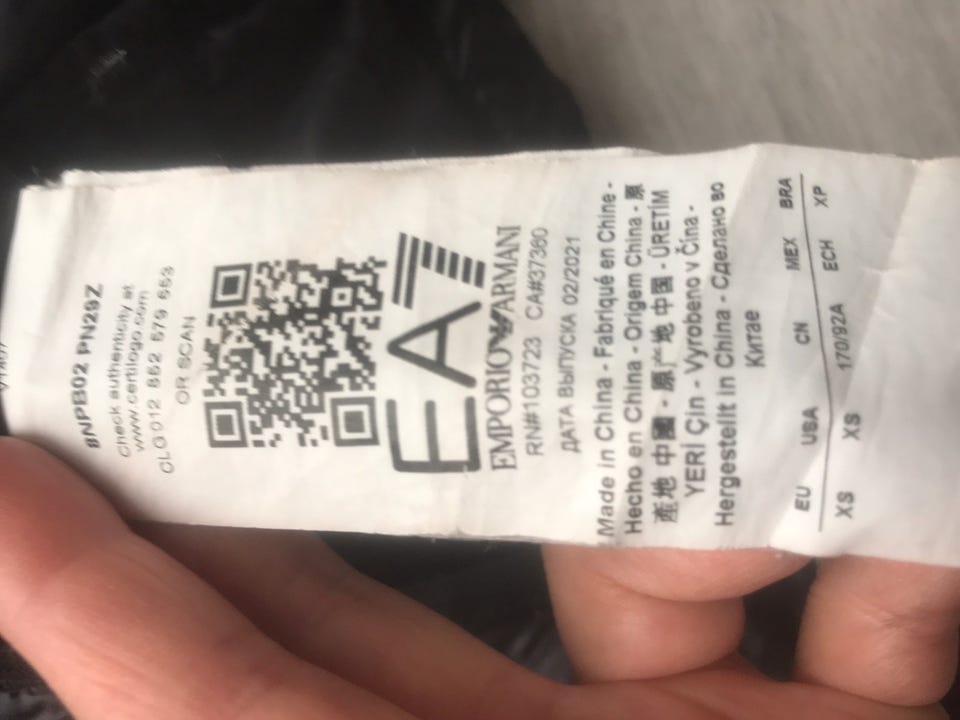 8NPB02 PN29Z
Check authenticity at
www.certilogo.com
CLG 012 862 679 653
OR SCAN
EA7
EMPORIO ARMANI
RN#103723 CA#37360
ДАТА ВЫПУСКА 02/2021
Made in China - Fabriqué en Chine -
Hecho en China - Origem China - 原
產地 中國 - 原产地 中国 - ÜRETİM
YERİ Çin - Vyrobeno v Čína -
Hergestellt in China - Сделано во
Китае
EU USA CN MEX BRA
XS XS 170/92A ECH XP